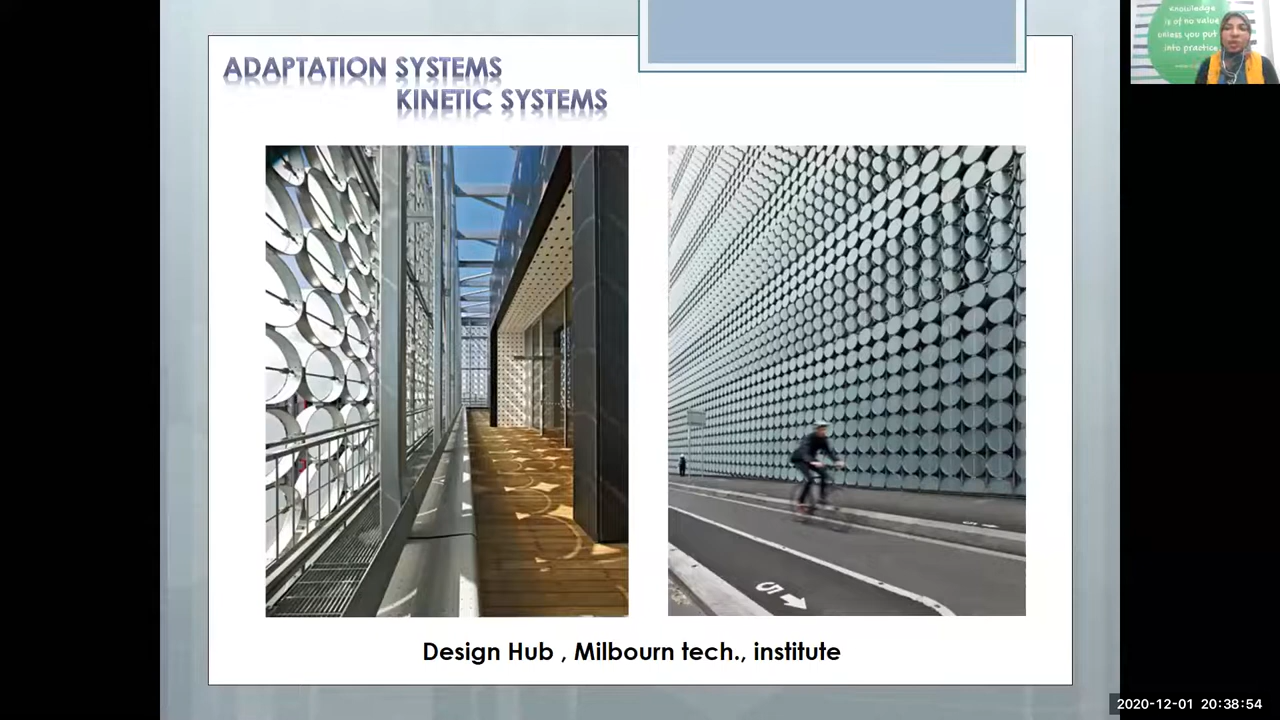 ADAPTATION SYSTEMS
KINETIC SYSTEMS
knowledge
is of no value
unless you put
into practice
5
Design Hub , Milbourn tech., institute
2020-12-01 20:38:54